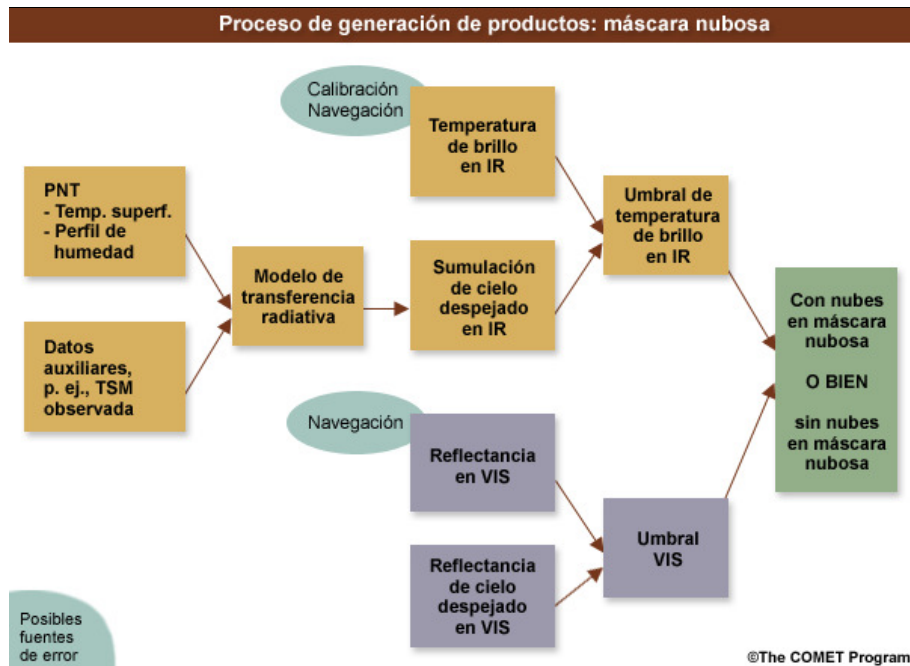 Proceso de generación de productos: máscara nubosa
Calibración
Navegación
Temperatura
de brillo
en IR
PNT
- Temp. superf.
- Perfil de
humedad
Umbral de
temperatura
de brillo
en IR
Modelo de
transferencia
radiativa
Sumulación
de cielo
despejado
en IR
Con nubes
en máscara
nubosa
O BIEN
sin nubes
en máscara
nubosa
Datos
auxiliares,
p. ej., TSM
observada
Navegación
Reflectancia
en VIS
Umbral
VIS
Reflectancia
de cielo
despejado
en VIS
Posibles
fuentes
de error
©The COMET Program